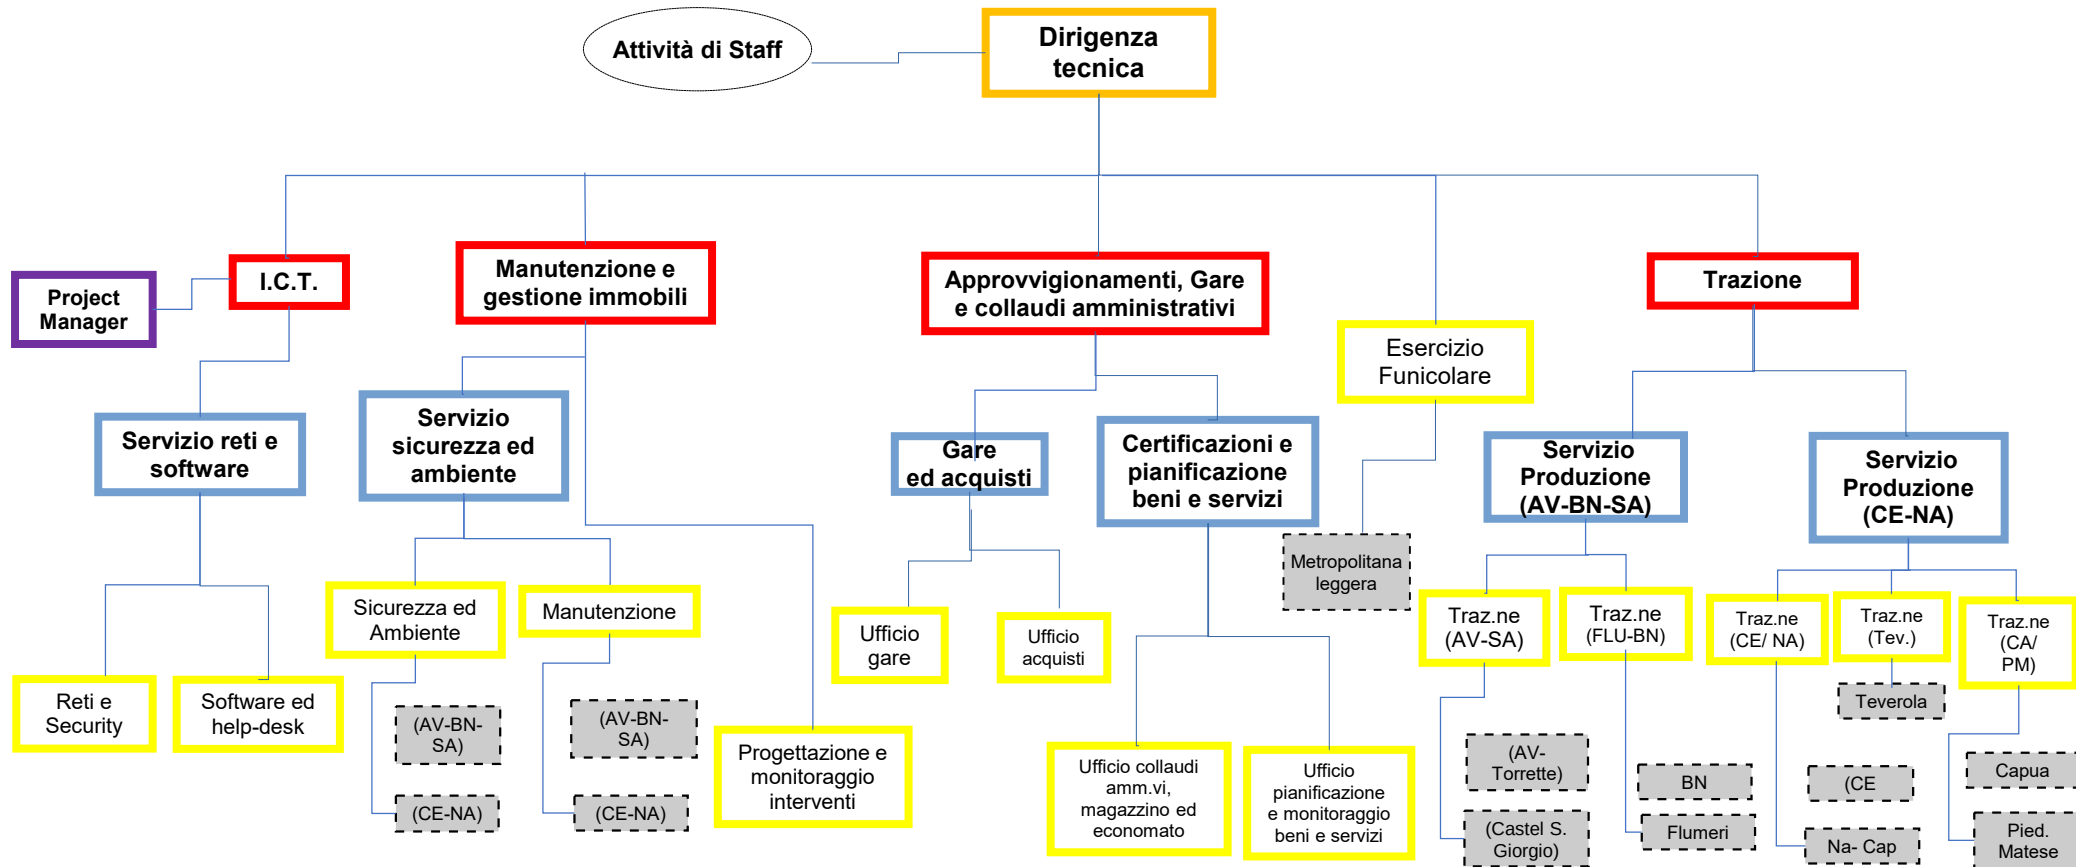 Attività di Staff
Dirigenza
tecnica
Project
Manager
I.C.T.
Manutenzione e
gestione immobili
Approvvigionamenti, Gare
e collaudi amministrativi
Esercizio
Funicolare
Trazione
Servizio reti e
software
Servizio
sicurezza ed
ambiente
Gare
ed acquisti
Certificazioni e
pianificazione
beni e servizi
Metropolitana
leggera
Servizio
Produzione
(AV-BN-SA)
Servizio
Produzione
(CE-NA)
Sicurezza ed
Ambiente
Manutenzione
Ufficio
gare
Ufficio
acquisti
Traz.ne
(AV-SA)
Traz.ne
(FLU-BN)
Traz.ne
(CE/ NA)
Traz.ne
(Tev.)
Traz.ne
(CA/
PM)
Reti e
Security
Software ed
help-desk
(AV-BN-
SA)
(CE-NA)
(AV-BN-
SA)
(CE-NA)
Progettazione e
monitoraggio
interventi
Ufficio collaudi
amm.vi,
magazzino ed
economato
Ufficio
pianificazione
e monitoraggio
beni e servizi
(AV-
Torrette)
(Castel S.
Giorgio)
BN
Flumeri
(CE
Na- Cap
Teverola
Capua
Pied.
Matese